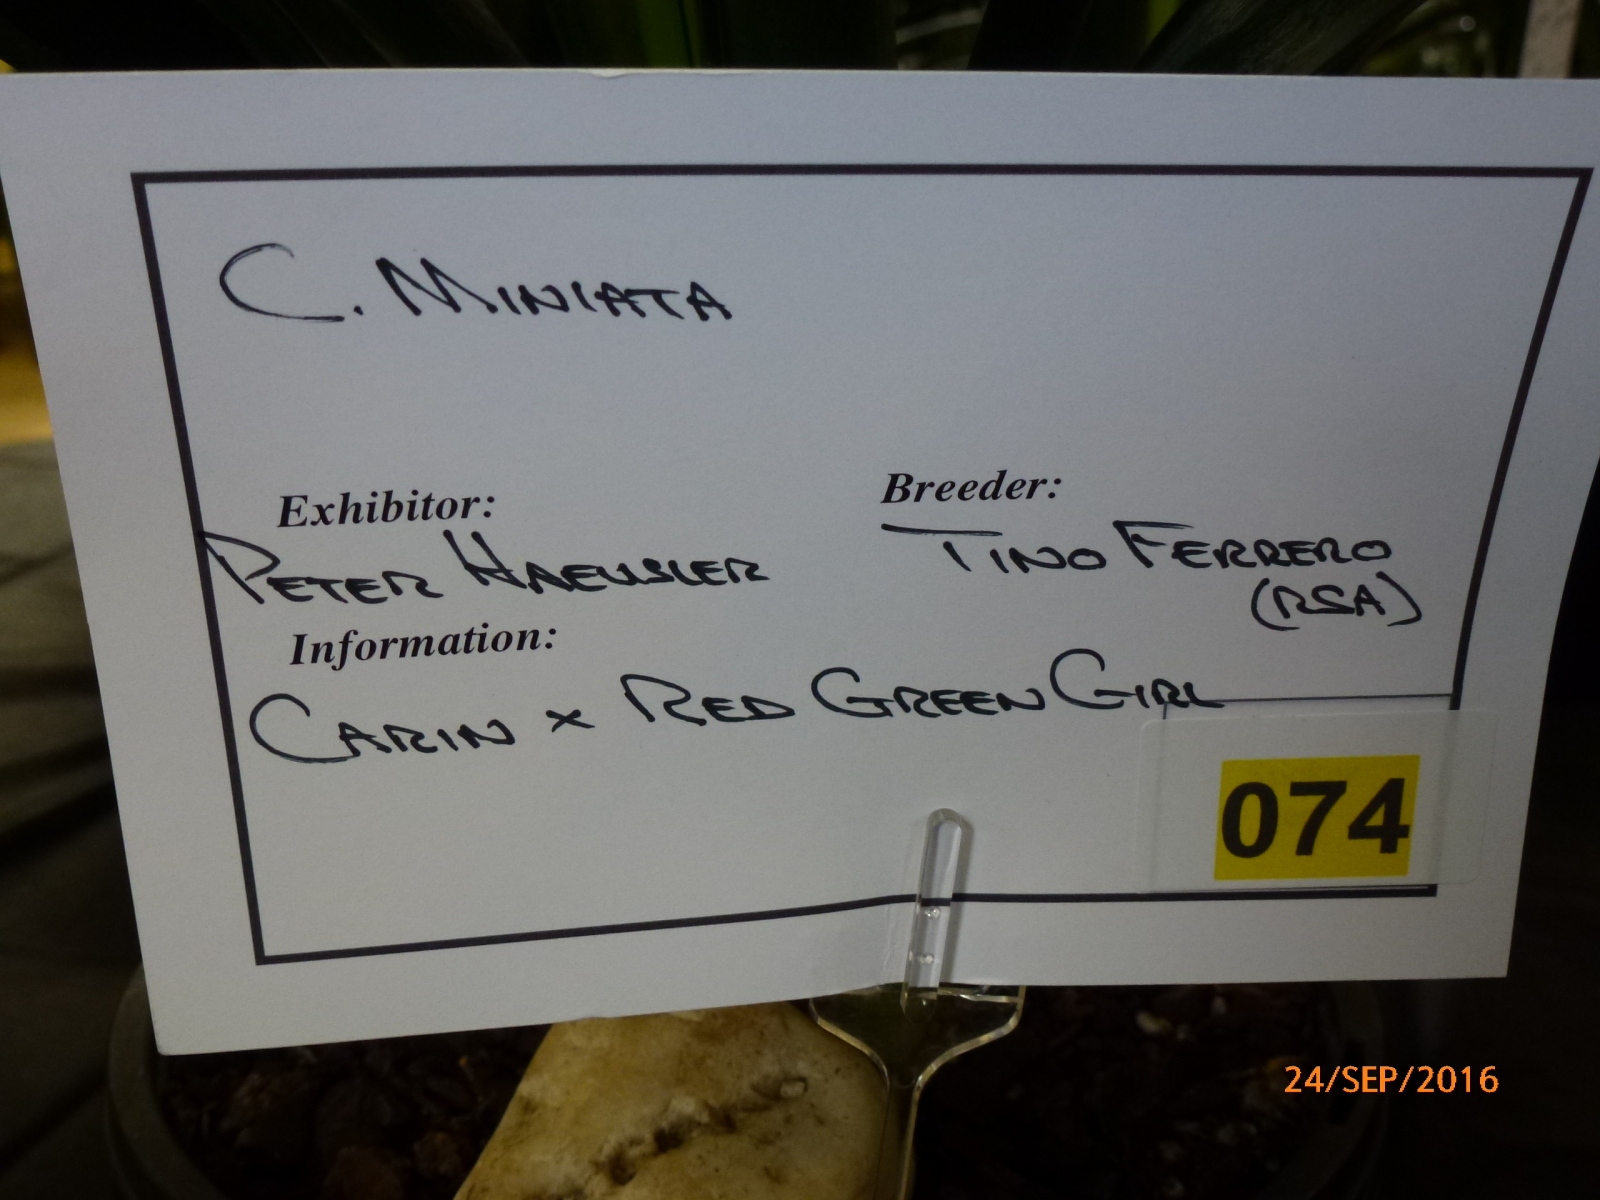 C. MINIATA
Exhibitor:
PETER HAEUSLER
Breeder:
TINO FERRERO
(RSA)
Information:
CARIN x RED GREEN GIRL
074
24/SEP/2016